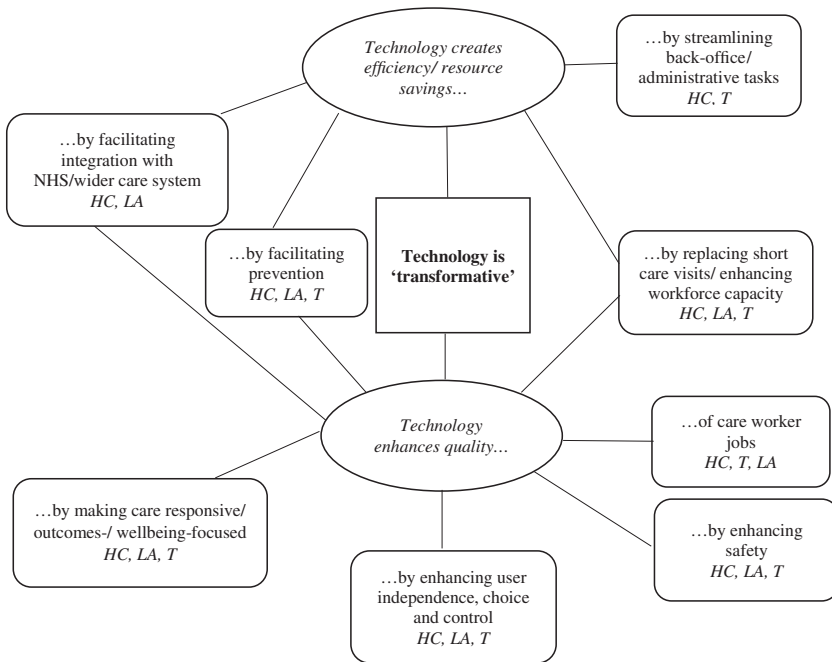 Technology creates
efficiency/ resource
savings…
…by streamlining
back-office/
administrative tasks
HC, T
…by facilitating
integration with
NHS/wider care system
HC, LA
…by facilitating
prevention
HC, LA, T
Technology is
‘transformative’
…by replacing short
care visits/ enhancing
workforce capacity
HC, LA, T
Technology
enhances quality…
…of care worker
jobs
HC, T, LA
…by making care responsive/
outcomes-/ wellbeing-focused
HC, LA, T
…by enhancing
safety
HC, LA, T
…by enhancing user
independence, choice
and control
HC, LA, T